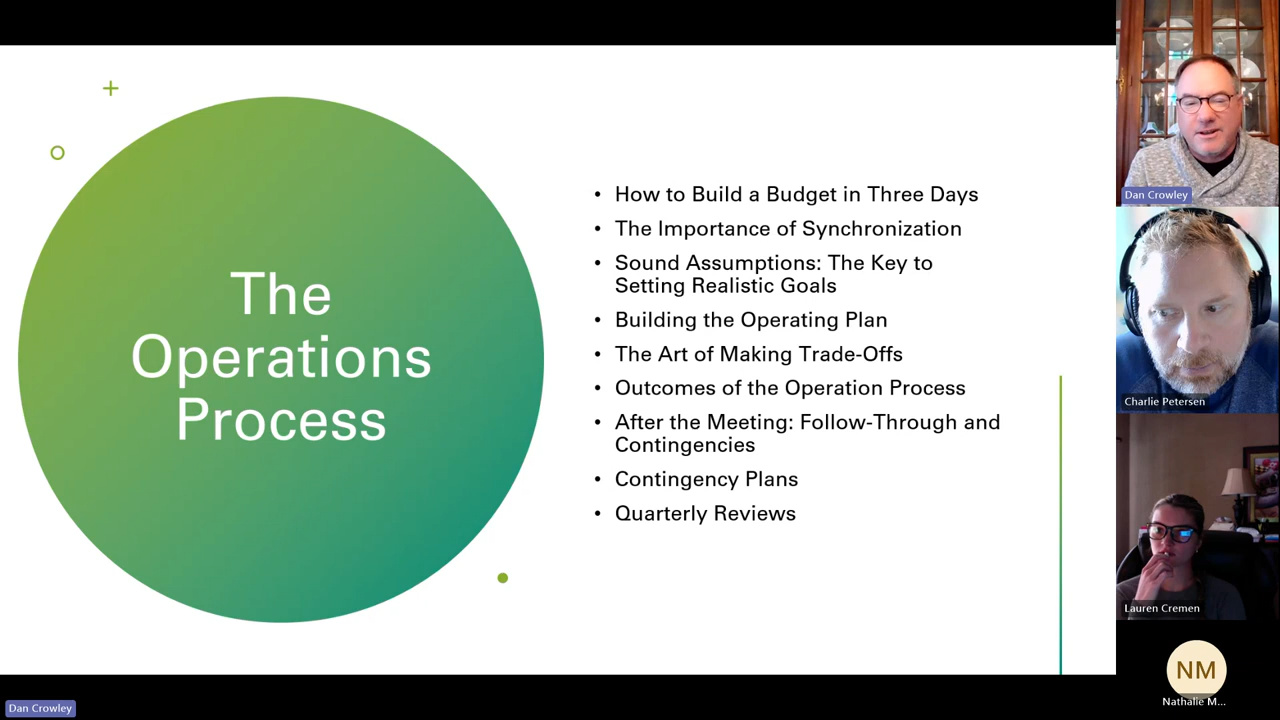 The
Operations
Process
• How to Build a Budget in Three Days
• The Importance of Synchronization
• Sound Assumptions: The Key to
Setting Realistic Goals
• Building the Operating Plan
• The Art of Making Trade-Offs
• Outcomes of the Operation Process
• After the Meeting: Follow-Through and
Contingencies
• Contingency Plans
• Quarterly Reviews
Dan Crowley
Charlie Petersen
Lauren Cremen
NM
Nathalie M...
Dan Crowley